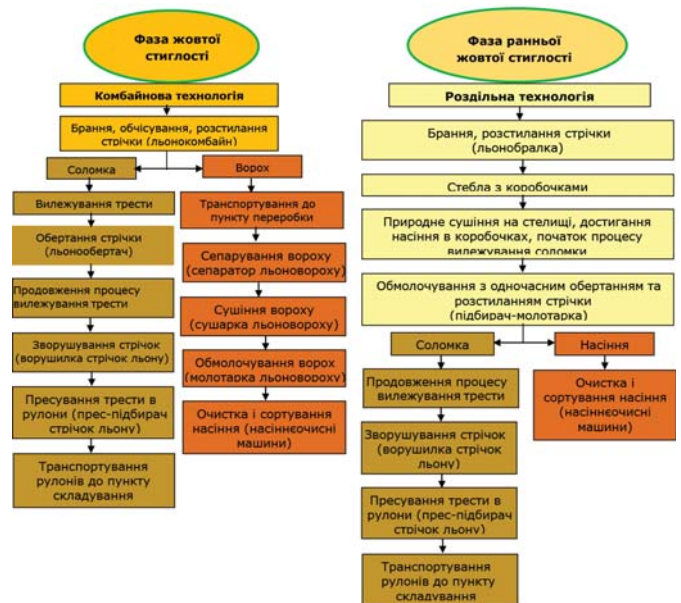 Фаза жовтої
стиглості
Комбайнова технологія
Брання, обчісування, розстилання
стрічки (льонокомбайн)
Соломка
Ворох
Вилежування трести
Обертання стрічки
(льонообертач)
Продовження процесу
вилежування трести
Зворушування стрічок
(ворушилка стрічок льону)
Пресування трести в
рулони (прес-підбирач
стрічок льону)
Транспортування
рулонів до пункту
складування
Транспортування до
пункту переробки
Сепарування вороху
(сепаратор льоновороху)
Сушіння вороху
(сушарка льоновороху)
Обмолочування ворох
(молотарка льоновороху)
Очистка і сортування
насіння (насіннєочисні
машини)
Фаза ранньої
жовтої стиглості
Роздільна технологія
Брання, розстилання стрічки
(льонобралка)
Стебла з коробочками
Природне сушіння на стелищі, достигання
насіння в коробочках, початок процесу
вилежування соломки
Обмолочування з одночасним обертанням та
розстиланням стрічки
(підбирач-молотарка)
Соломка
Насіння
Продовження процесу
вилежування трести
Зворушування стрічок
(ворушилка стрічок
льону)
Пресування трести в
рулони (прес-підбирач
стрічок льону)
Транспортування
рулонів до пункту
складування
Очистка і
сортування насіння
(насіннєочисні
машини)